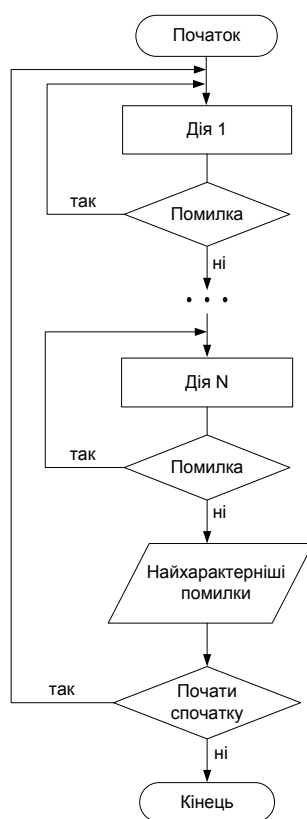 Початок
Дія 1
так
Помилка
ні
• • •
Дія N
так
Помилка
ні
Найхарактерніші
помилки
так
Почати
спочатку
ні
Кінець